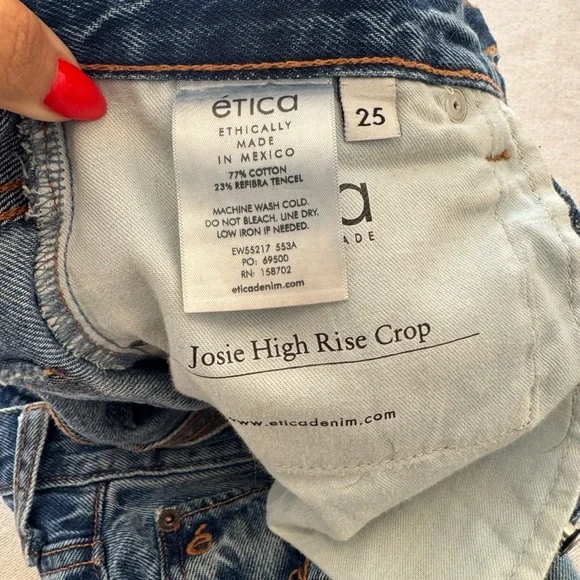 éTICA
ETHICALLY
MADE
IN MEXICO
77% COTTON
23% REFIBRA TENCEL
MACHINE WASH COLD.
DO NOT BLEACH. LINE DRY.
LOW IRON IF NEEDED.
EW55217 553A
PO: 69500
RN: 158702
eticadenim.com
25
a
ADE
Josie High Rise Crop
www.eticadenim.com
é